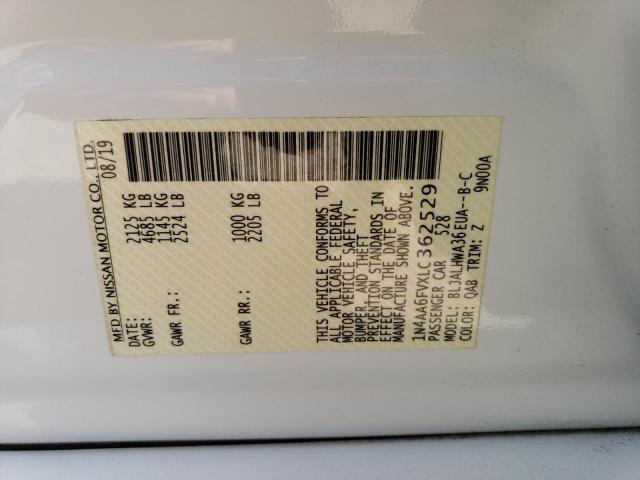 MFD BY NISSAN MOTOR CO., LTD.
DATE: 08/19
GVWR: 2125 KG
4685 LB
GAWR FR.: 1145 KG
2524 LB
GAWR RR.: 1000 KG
2205 LB
THIS VEHICLE CONFORMS TO
ALL APPLICABLE FEDERAL
MOTOR VEHICLE SAFETY,
BUMPER, AND THEFT
PREVENTION STANDARDS IN
EFFECT ON THE DATE OF
MANUFACTURE SHOWN ABOVE.
1N4AA6FVXLC362529
PASSENGER CAR 528
MODEL: BLJALHWA36EUA--B-C
COLOR: QAB TRIM: Z 9N00A